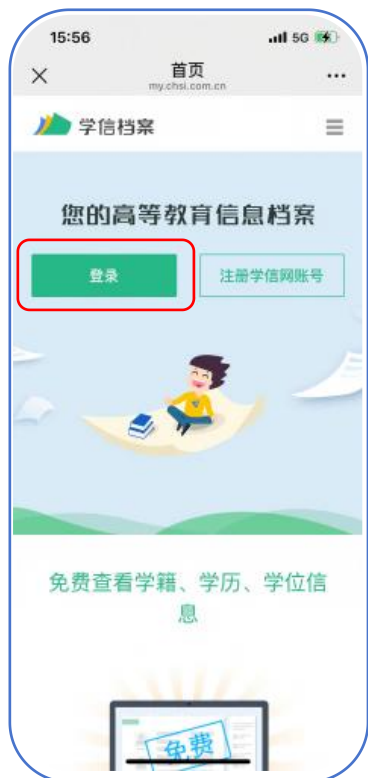 15:56
5G
首页
my.chsi.com.cn
学信档案
您的高等教育信息档案
登录
注册学信网账号
免费查看学籍、学历、学位信
息
免费